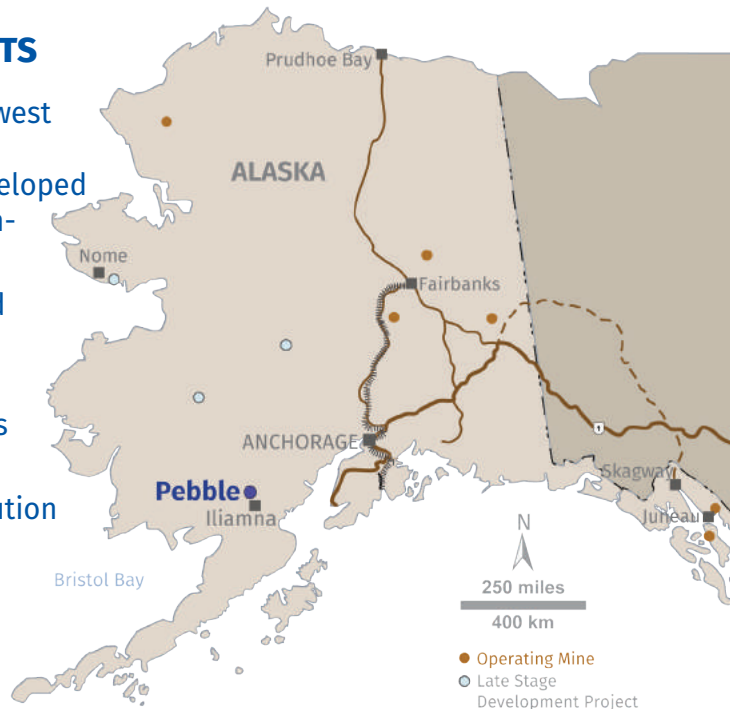 TS
west
eloped
n-
d
s
ution
Prudhoe Bay
ALASKA
Nome
Fairbanks
ANCHORAGE
Pebble
Iliamna
Skagway
Juneau
Bristol Bay
N
250 miles
400 km
1
Operating Mine
Late Stage
Development Project